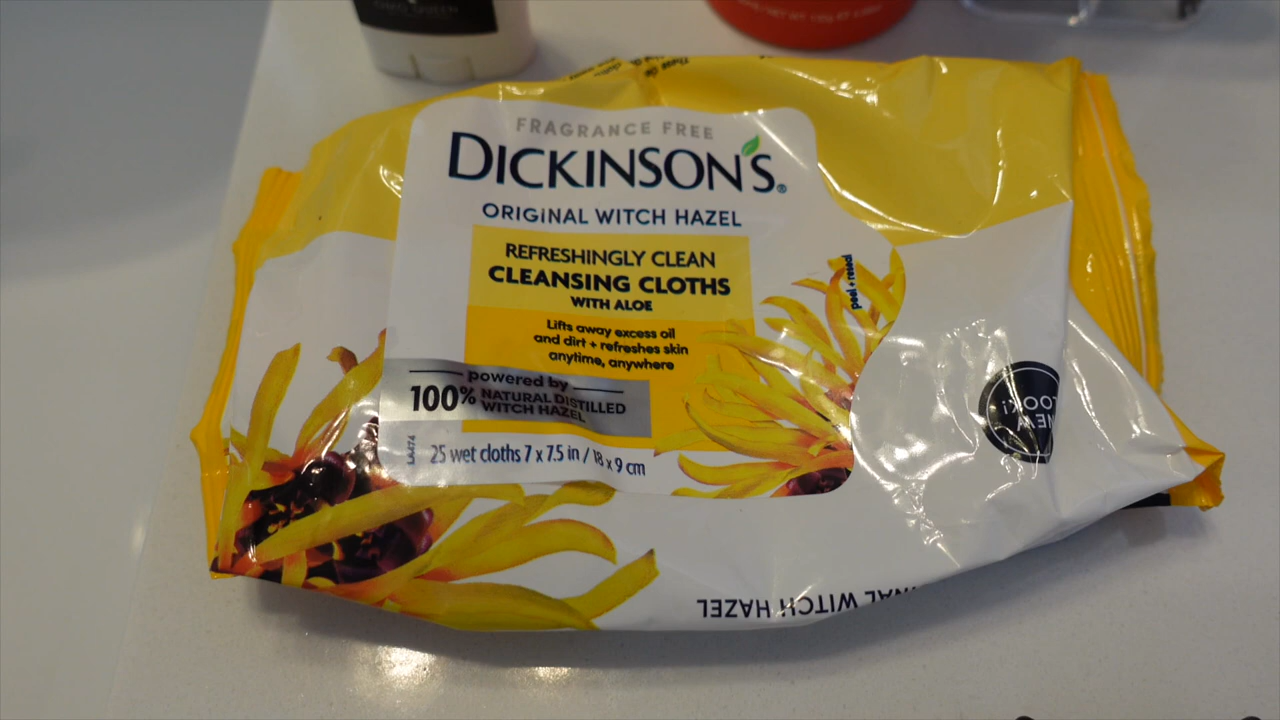 FRAGRANCE FREE
DICKINSON'S®
ORIGINAL WITCH HAZEL
REFRESHINGLY CLEAN
CLEANSING CLOTHS
WITH ALOE
Lifts away excess oil
and dirt + refreshes skin
anytime, anywhere
peel + reseal
powered by
100% NATURAL DISTILLED
WITCH HAZEL
LA474
25 wet cloths 7 x 7.5 in / 18 x 9 cm
NEW
LOOK!
WITCH HAZEL